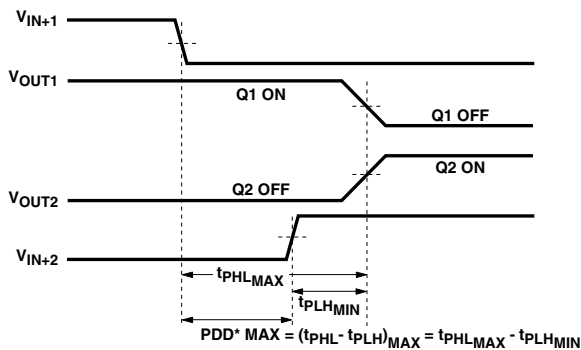 VIN+1
VOUT1
Q1 ON
Q1 OFF
Q2 ON
Q2 OFF
VOUT2
VIN+2
tPHLMAX
tPLHMIN
PDD* MAX = (tPHL- tPLH)MAX = tPHLMAX - tPLHMIN